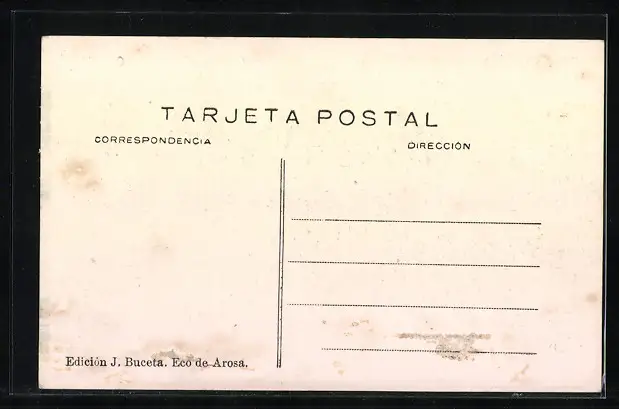 TARJETA POSTAL
CORRESPONDENCIA
DIRECCIÓN
Edición J. Buceta. Eco de Arosa.